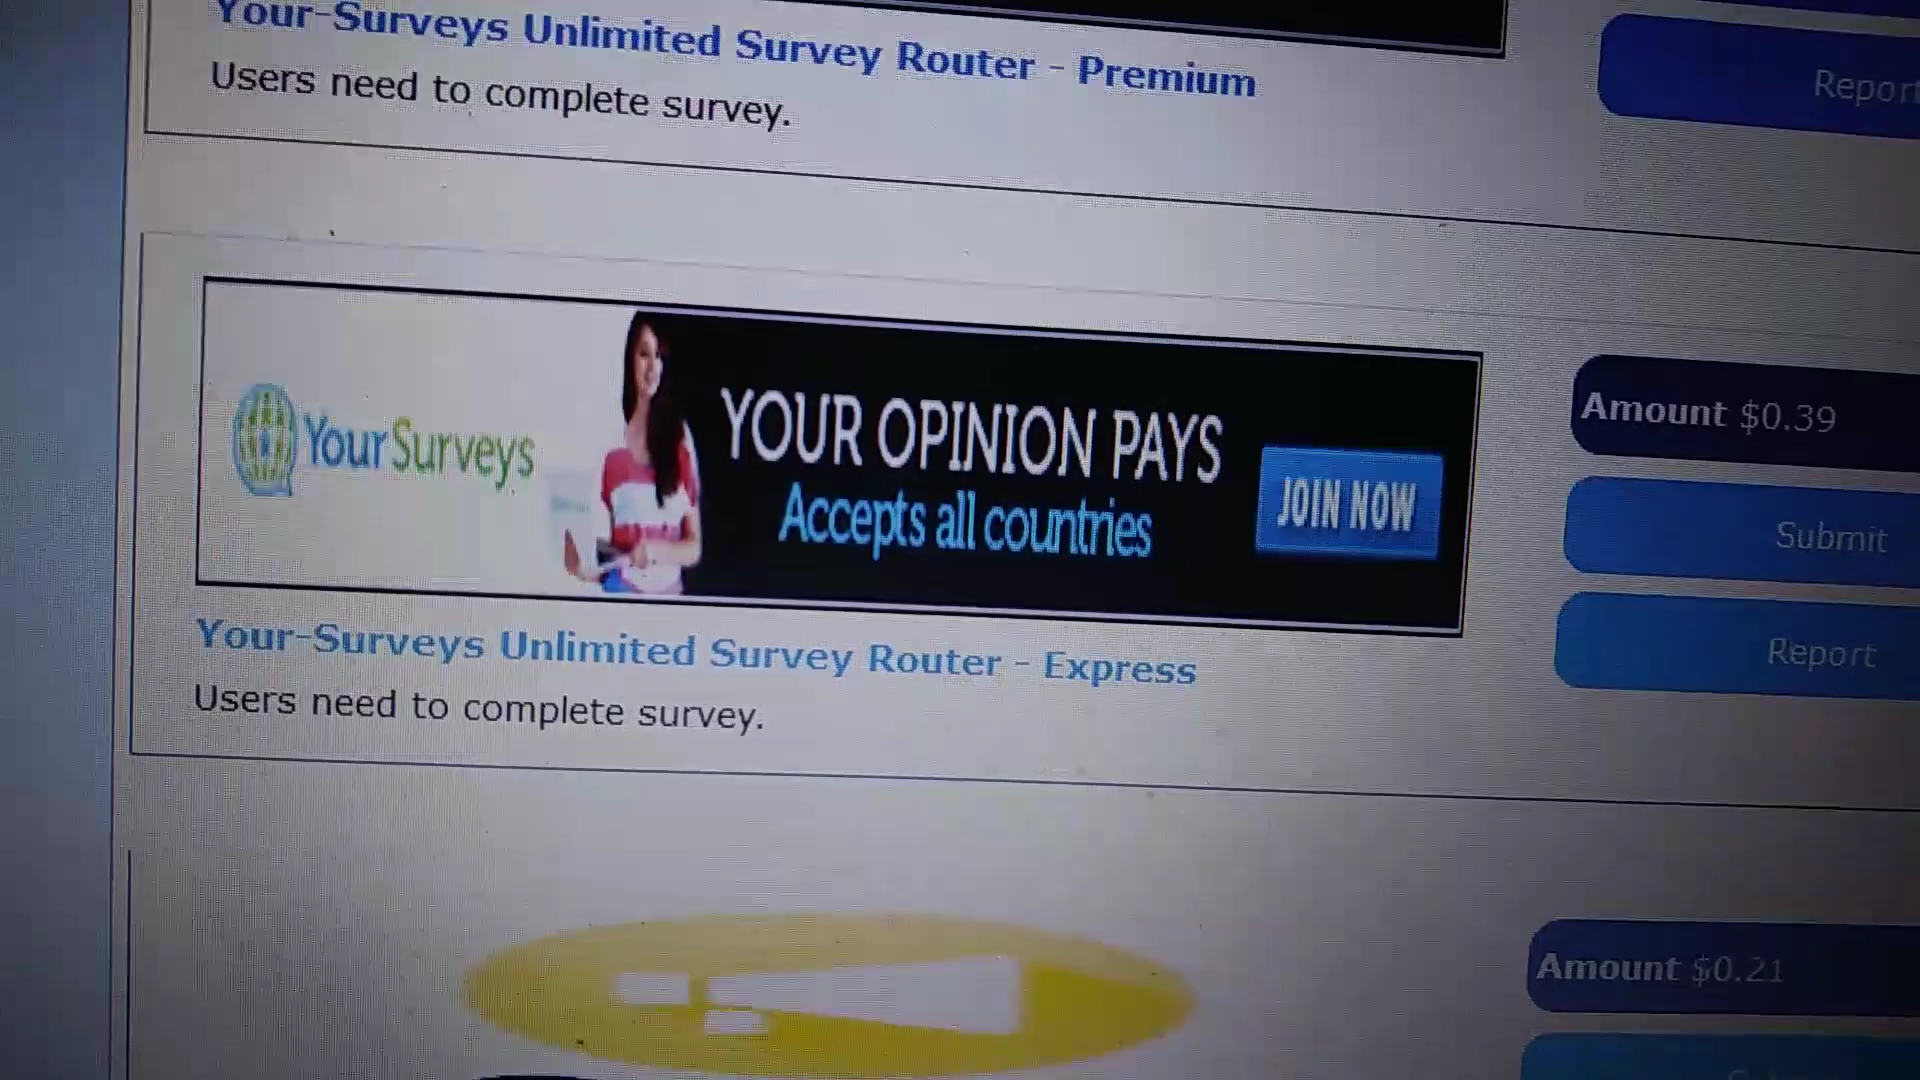 Your-Surveys Unlimited Survey Router - Premium
Users need to complete survey.
Report
YourSurveys
YOUR OPINION PAYS
Accepts all countries
JOIN NOW
Amount $0.39
Submit
Report
Your-Surveys Unlimited Survey Router - Express
Users need to complete survey.
Amount $0.21